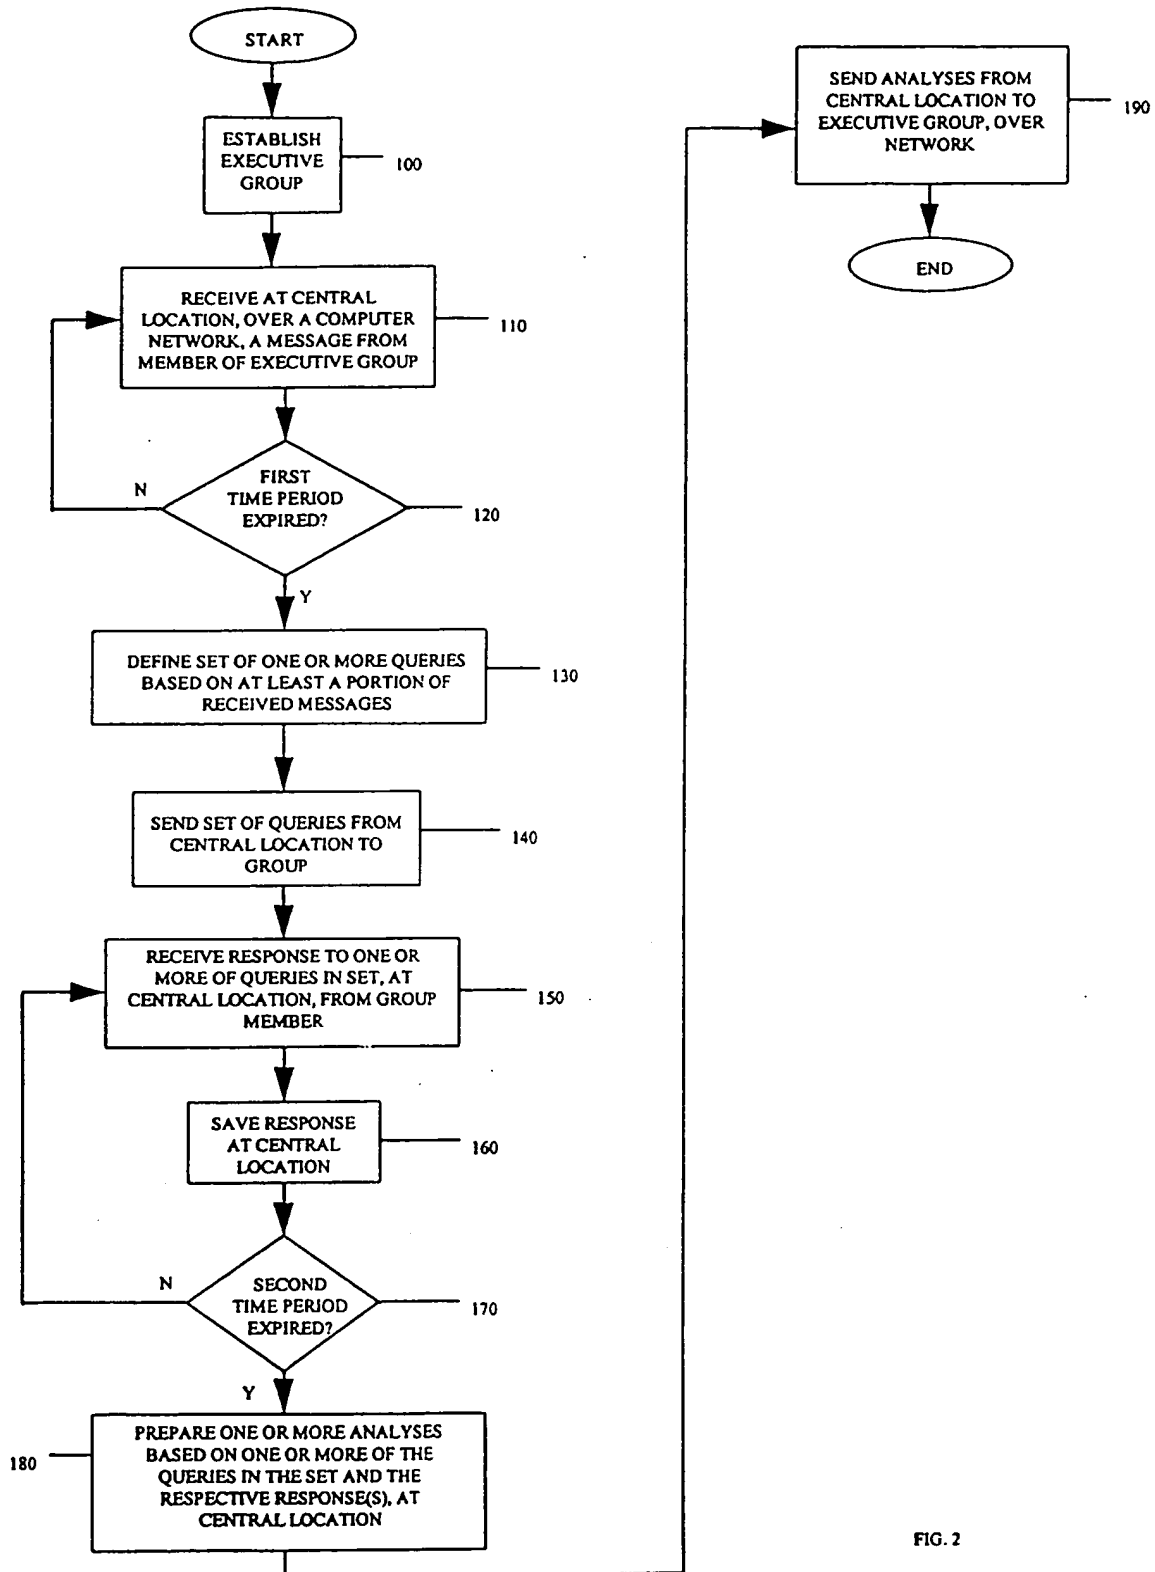 START
ESTABLISH
EXECUTIVE
GROUP
100
RECEIVE AT CENTRAL
LOCATION, OVER A COMPUTER
NETWORK, A MESSAGE FROM
MEMBER OF EXECUTIVE GROUP
110
FIRST
TIME PERIOD
EXPIRED?
N
120
Y
DEFINE SET OF ONE OR MORE QUERIES
BASED ON AT LEAST A PORTION OF
RECEIVED MESSAGES
130
SEND SET OF QUERIES FROM
CENTRAL LOCATION TO
GROUP
140
RECEIVE RESPONSE TO ONE OR
MORE OF QUERIES IN SET, AT
CENTRAL LOCATION, FROM GROUP
MEMBER
150
SAVE RESPONSE
AT CENTRAL
LOCATION
160
N
SECOND
TIME PERIOD
EXPIRED?
170
Y
PREPARE ONE OR MORE ANALYSES
BASED ON ONE OR MORE OF THE
QUERIES IN THE SET AND THE
RESPECTIVE RESPONSE(S), AT
CENTRAL LOCATION
180
SEND ANALYSES FROM
CENTRAL LOCATION TO
EXECUTIVE GROUP, OVER
NETWORK
190
END
FIG. 2